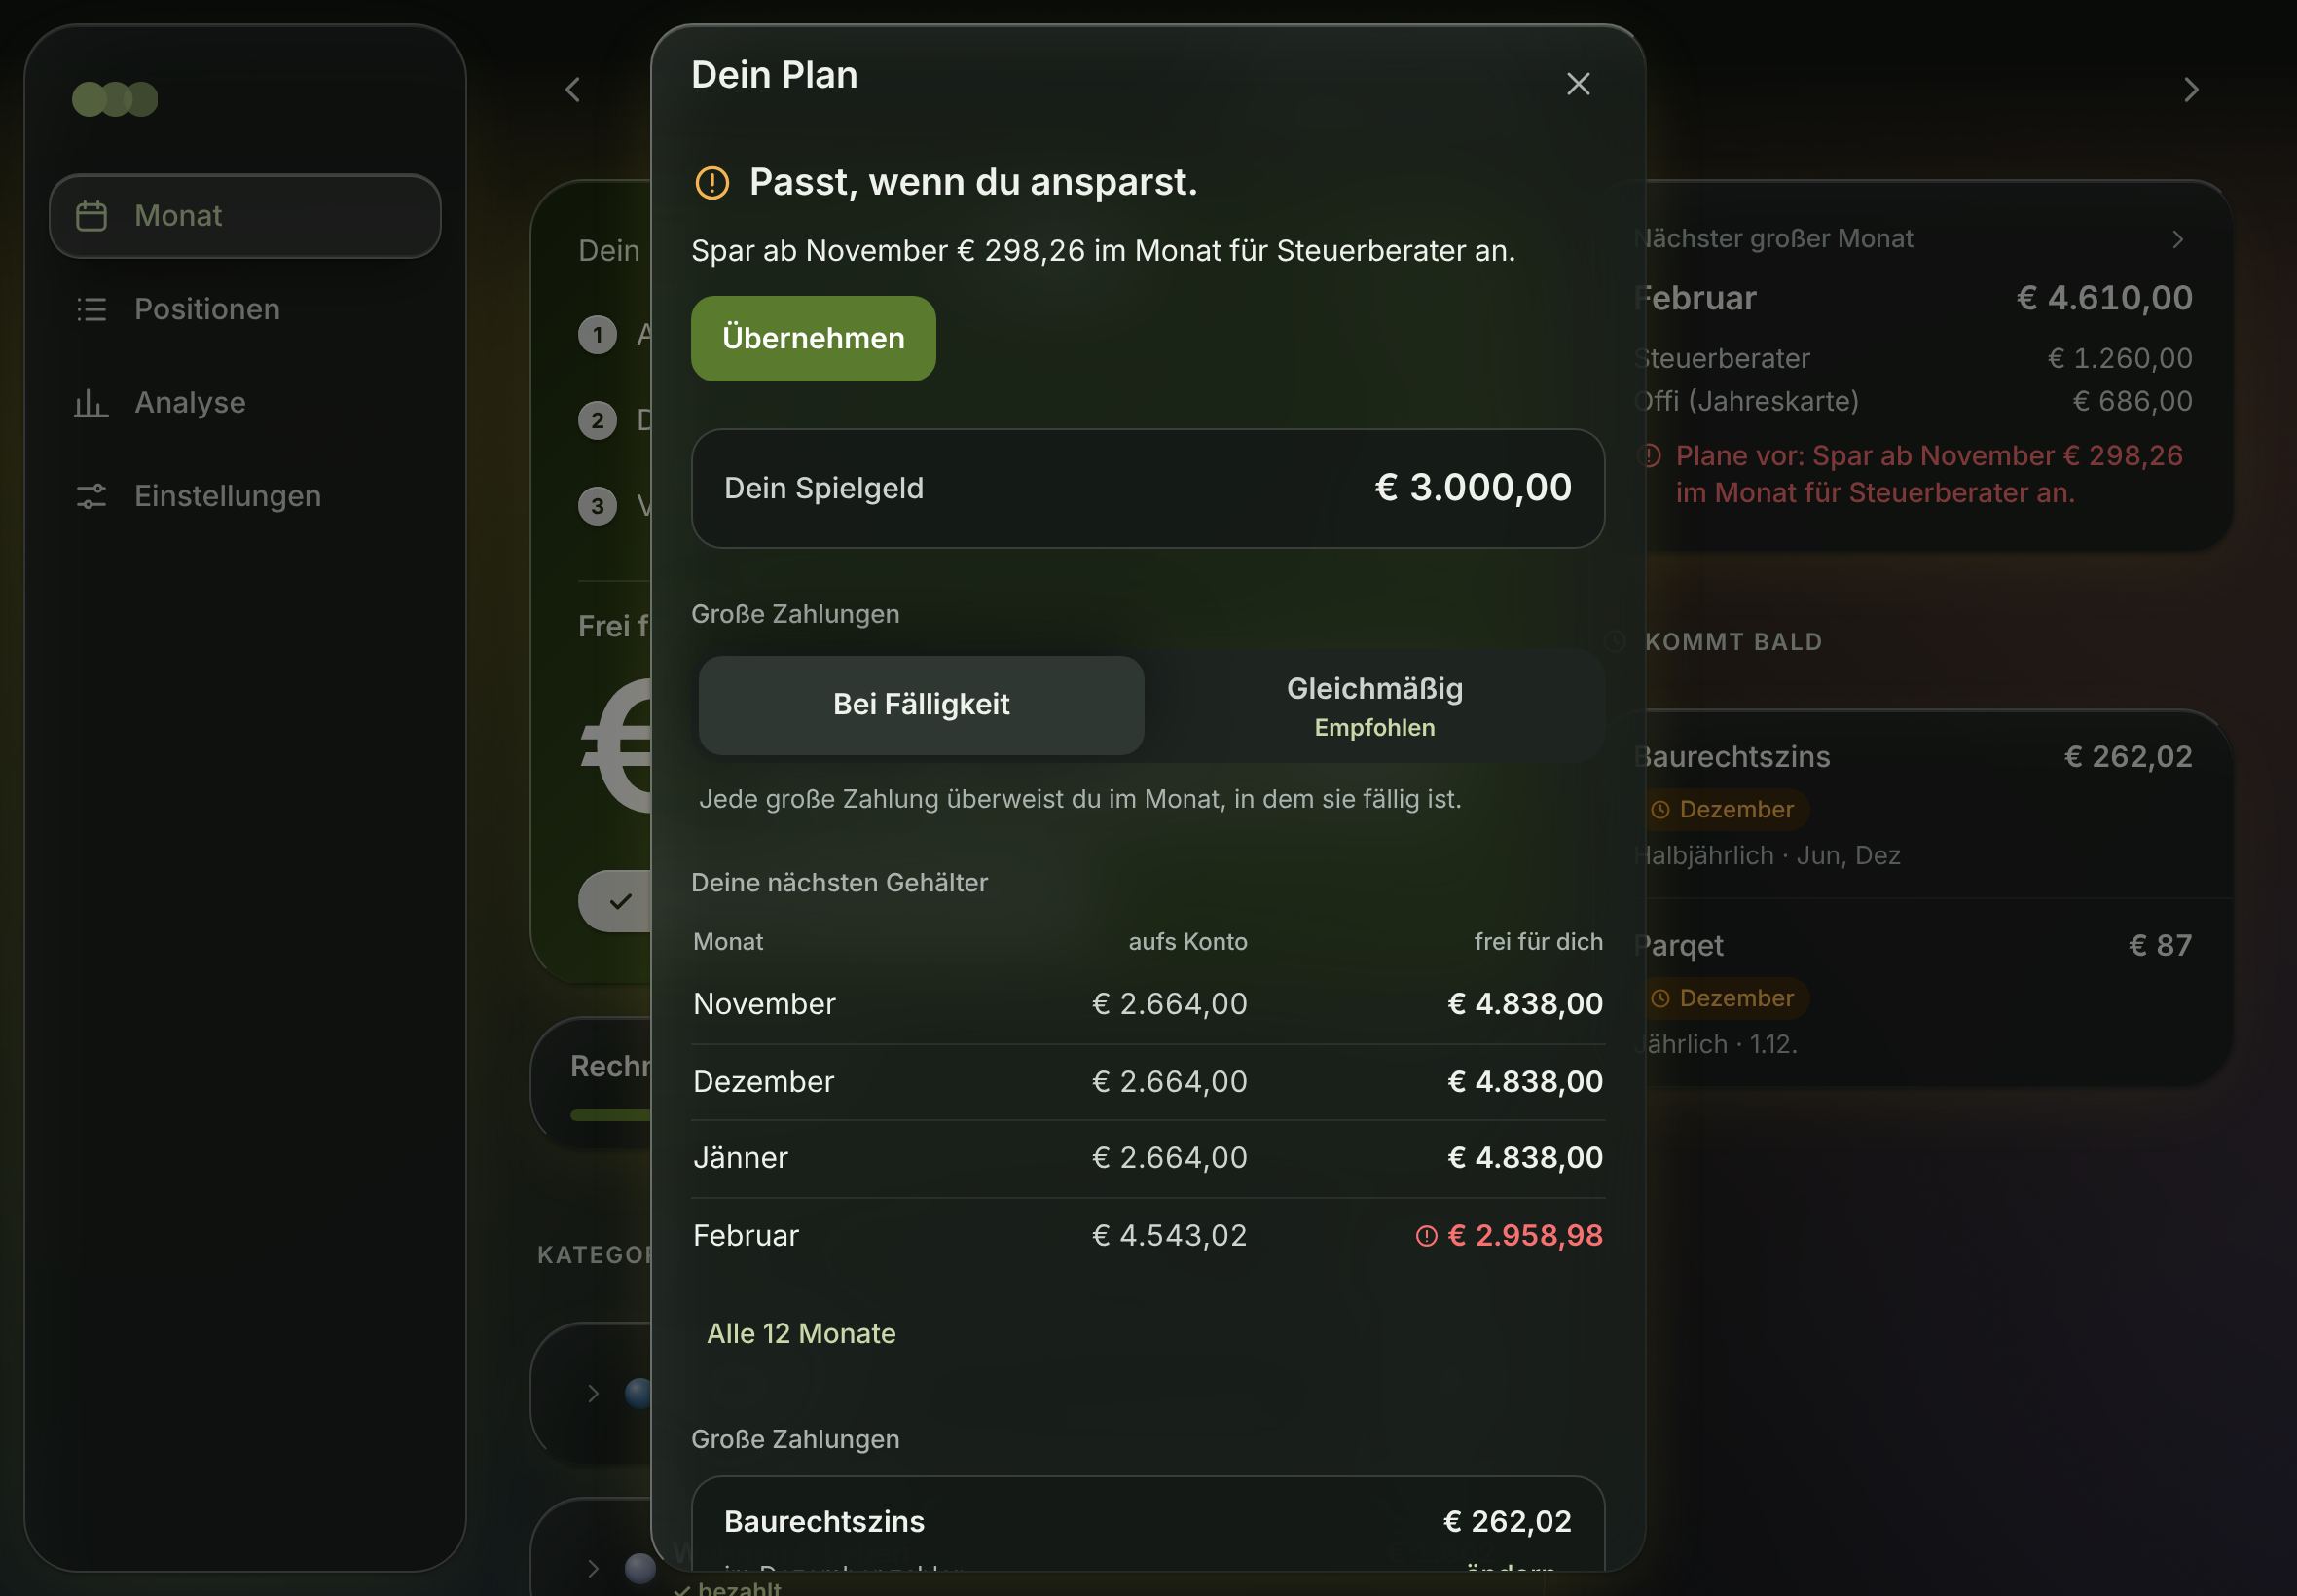 Monat
Positionen
Analyse
Einstellungen
Dein
1
2
3
Frei f
€
KATEGOR
Dein Plan
Passt, wenn du ansparst.
Spar ab November € 298,26 im Monat für Steuerberater an.
Übernehmen
Dein Spielgeld € 3.000,00
Große Zahlungen
Bei Fälligkeit
Gleichmäßig
Empfohlen
Jede große Zahlung überweist du im Monat, in dem sie fällig ist.
Deine nächsten Gehälter
Monat aufs Konto frei für dich
November € 2.664,00 € 4.838,00
Dezember € 2.664,00 € 4.838,00
Jänner € 2.664,00 € 4.838,00
Februar € 4.543,02 € 2.958,98
Alle 12 Monate
Große Zahlungen
Baurechtszins € 262,02
bezahlt
Nächster großer Monat
Februar € 4.610,00
Steuerberater € 1.260,00
Öffi (Jahreskarte) € 686,00
Plane vor: Spar ab November € 298,26
im Monat für Steuerberater an.
KOMMT BALD
Baurechtszins € 262,02
Dezember
Halbjährlich · Jun, Dez
Parqet € 87
Dezember
Jährlich · 1.12.